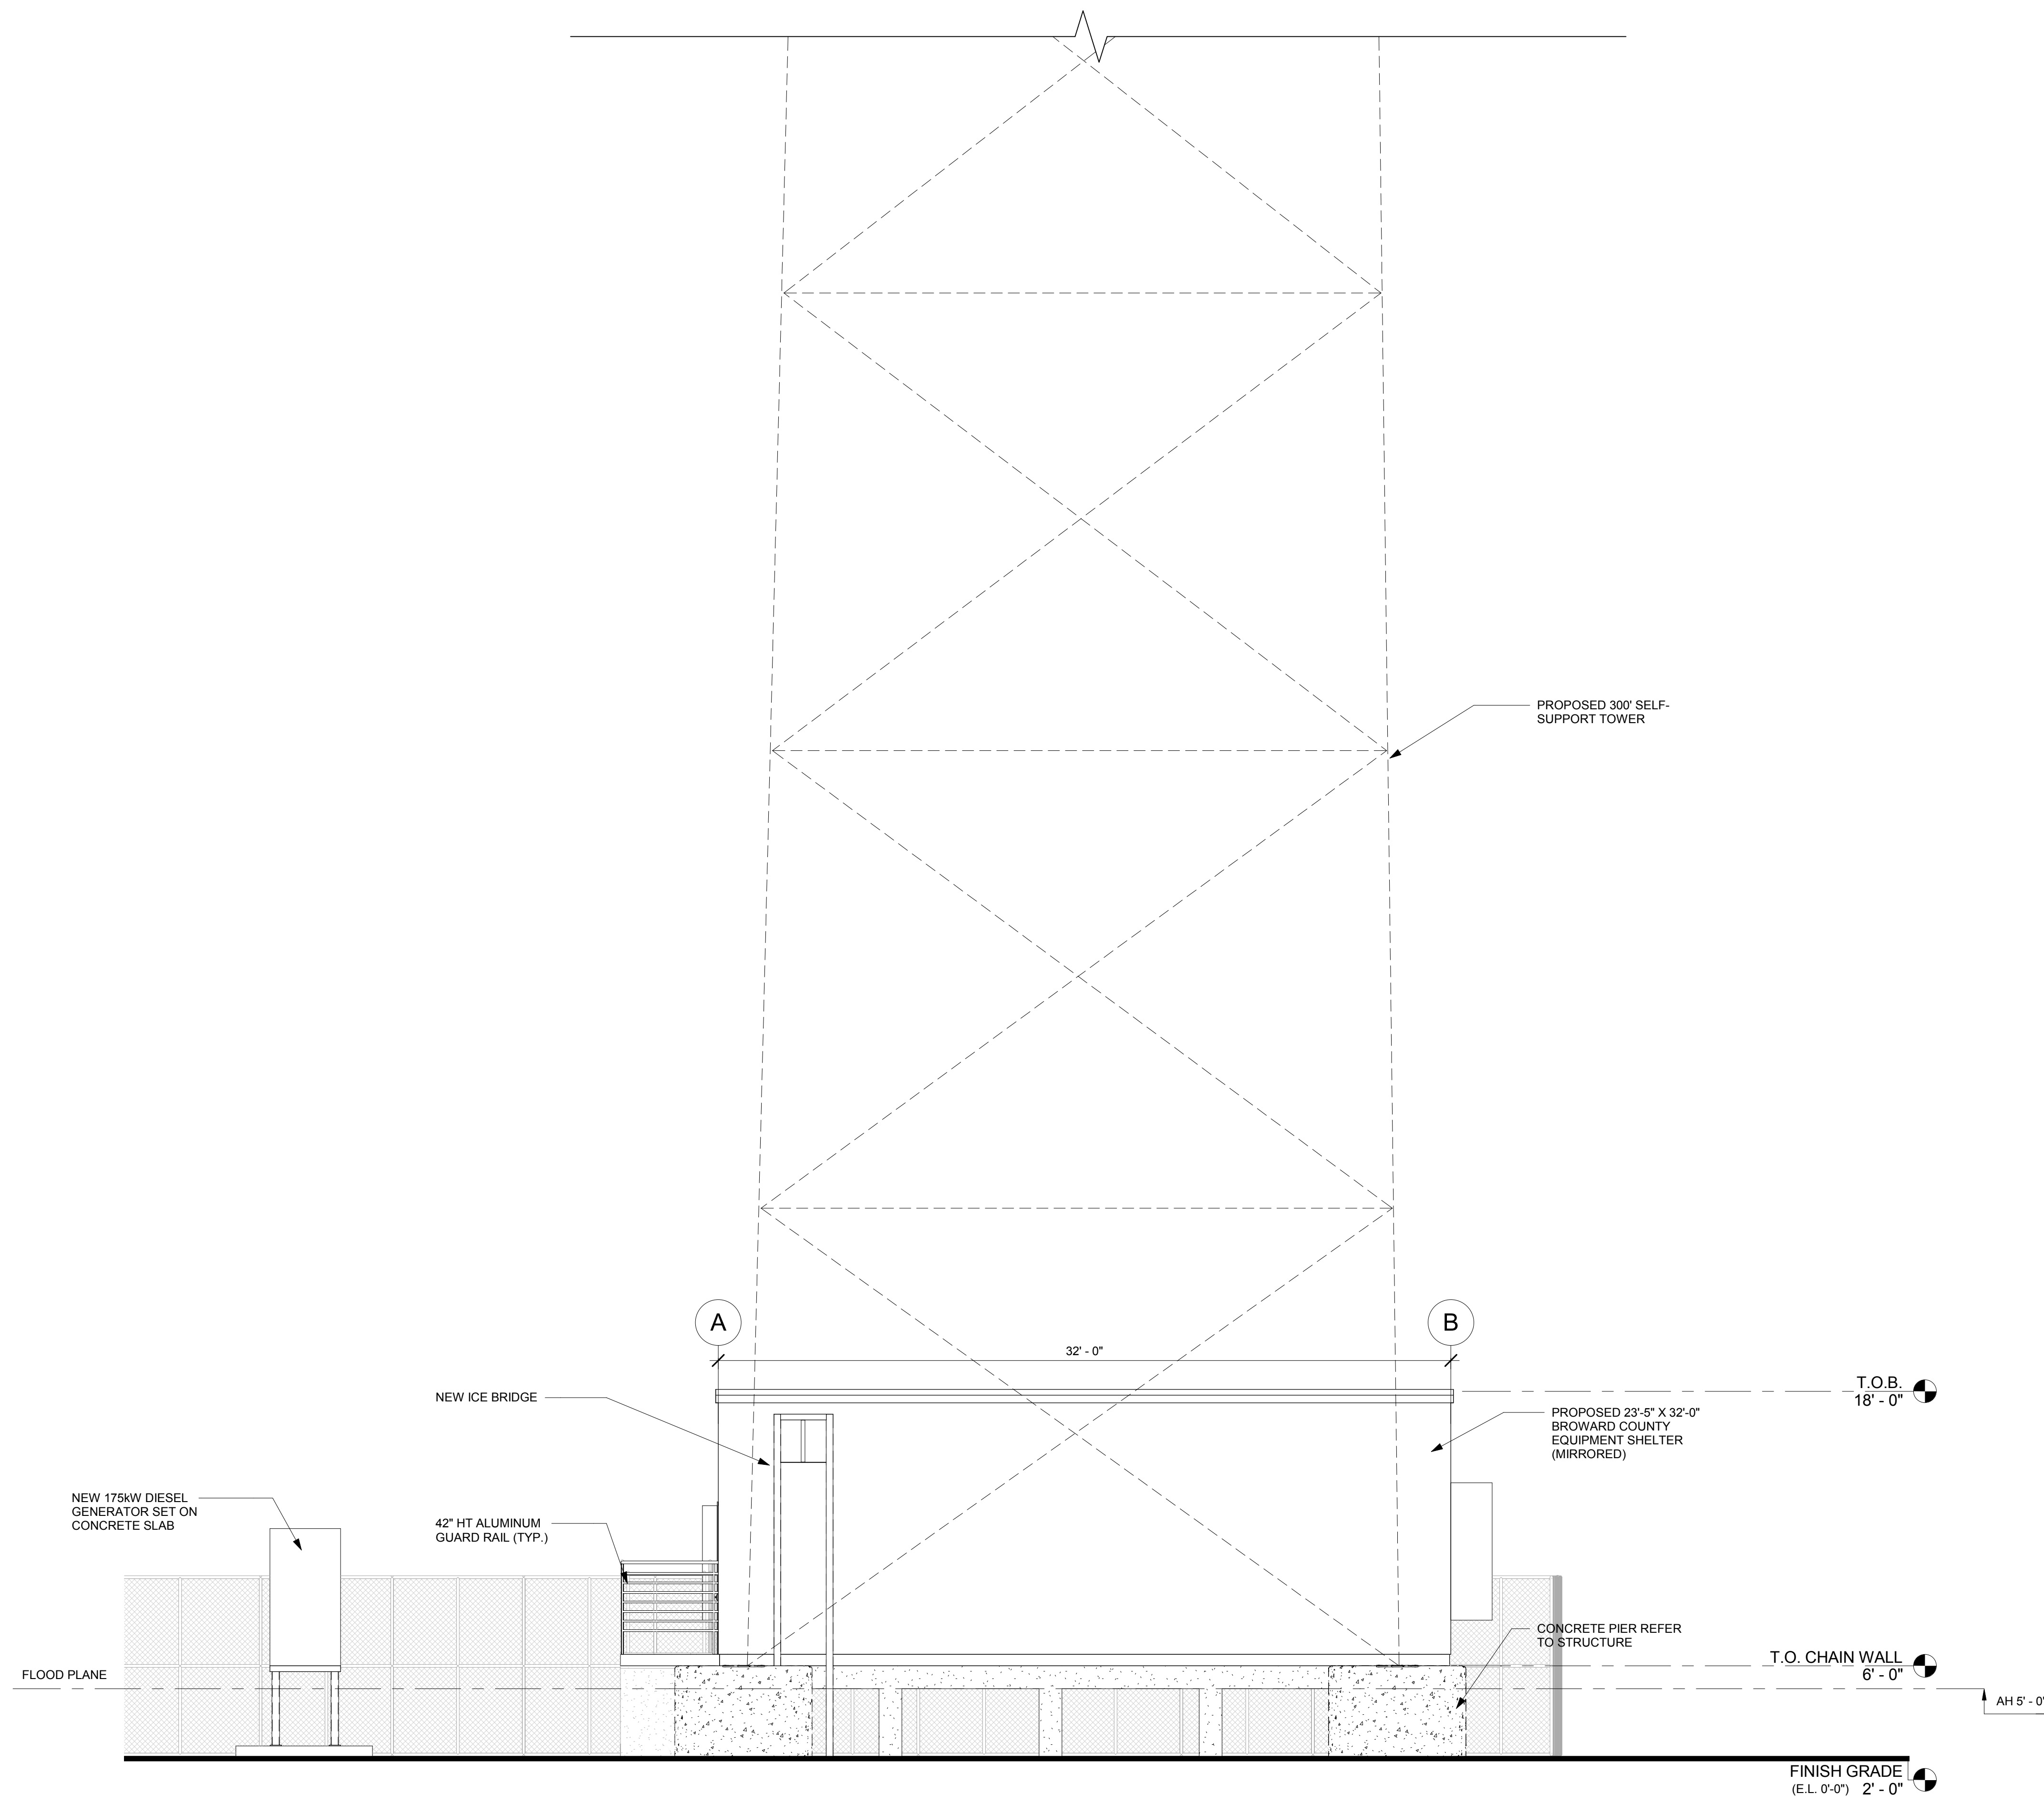 PROPOSED 300' SELF-
SUPPORT TOWER
A
B
32' - 0"
NEW ICE BRIDGE
T.O.B.
18' - 0"
PROPOSED 23'-5" X 32'-0"
BROWARD COUNTY
EQUIPMENT SHELTER
(MIRRORED)
NEW 175kW DIESEL
GENERATOR SET ON
CONCRETE SLAB
42" HT ALUMINUM
GUARD RAIL (TYP.)
CONCRETE PIER REFER
TO STRUCTURE
FLOOD PLANE
T.O. CHAIN WALL
6' - 0"
AH 5' - 0"
FINISH GRADE
(E.L. 0'-0") 2' - 0"